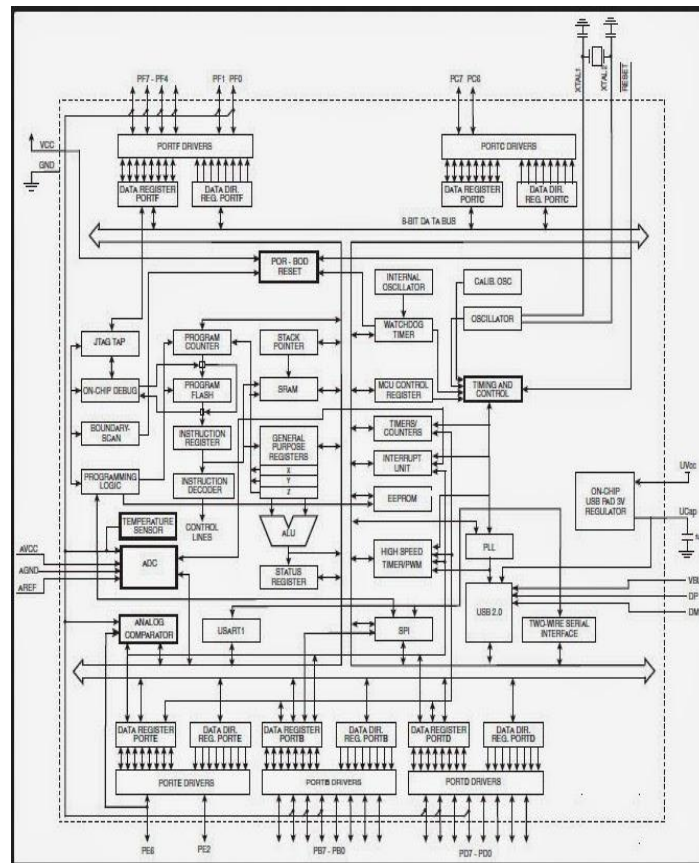 XTAL1
XTAL2
RESET
PF7 - PF4
PF1
PF0
PC7
PC6
VCC
GND
PORTF DRIVERS
PORTC DRIVERS
DATA REGISTER
PORTF
DATA DIR.
REG. PORTF
DATA REGISTER
PORTC
DATA DIR.
REG. PORTC
8-BIT DA TA BUS
POR - BOD
RESET
INTERNAL
OSCILLATOR
CALIB. OSC
WATCHDOG
TIMER
OSCILLATOR
JTAG TAP
PROGRAM
COUNTER
STACK
POINTER
ON-CHIP DEBUG
PROGRAM
FLASH
SRAM
MCU CONTROL
REGISTER
TIMING AND
CONTROL
BOUNDARY-
SCAN
INSTRUCTION
REGISTER
GENERAL
PURPOSE
REGISTERS
TIMERS/
COUNTERS
X
Y
Z
INTERRUPT
UNIT
PROGRAMMING
LOGIC
INSTRUCTION
DECODER
EEPROM
ON-CHIP
USB PAD 3V
REGULATOR
UVcc
UCap
TEMPERATURE
SENSOR
CONTROL
LINES
ALU
AVCC
AGND
AREF
ADC
STATUS
REGISTER
HIGH SPEED
TIMER/PWM
PLL
DP
DM
ANALOG
COMPARATOR
USART1
SPI
USB 2.0
TWO-WIRE SERIAL
INTERFACE
DATA REGISTER
PORTE
DATA DIR.
REG. PORTE
DATA REGISTER
PORTB
DATA DIR.
REG. PORTB
DATA REGISTER
PORTD
DATA DIR.
REG. PORTD
PORTE DRIVERS
PORTB DRIVERS
PORTD DRIVERS
PE6
PE2
PB7 - PB0
PD7 - PD0